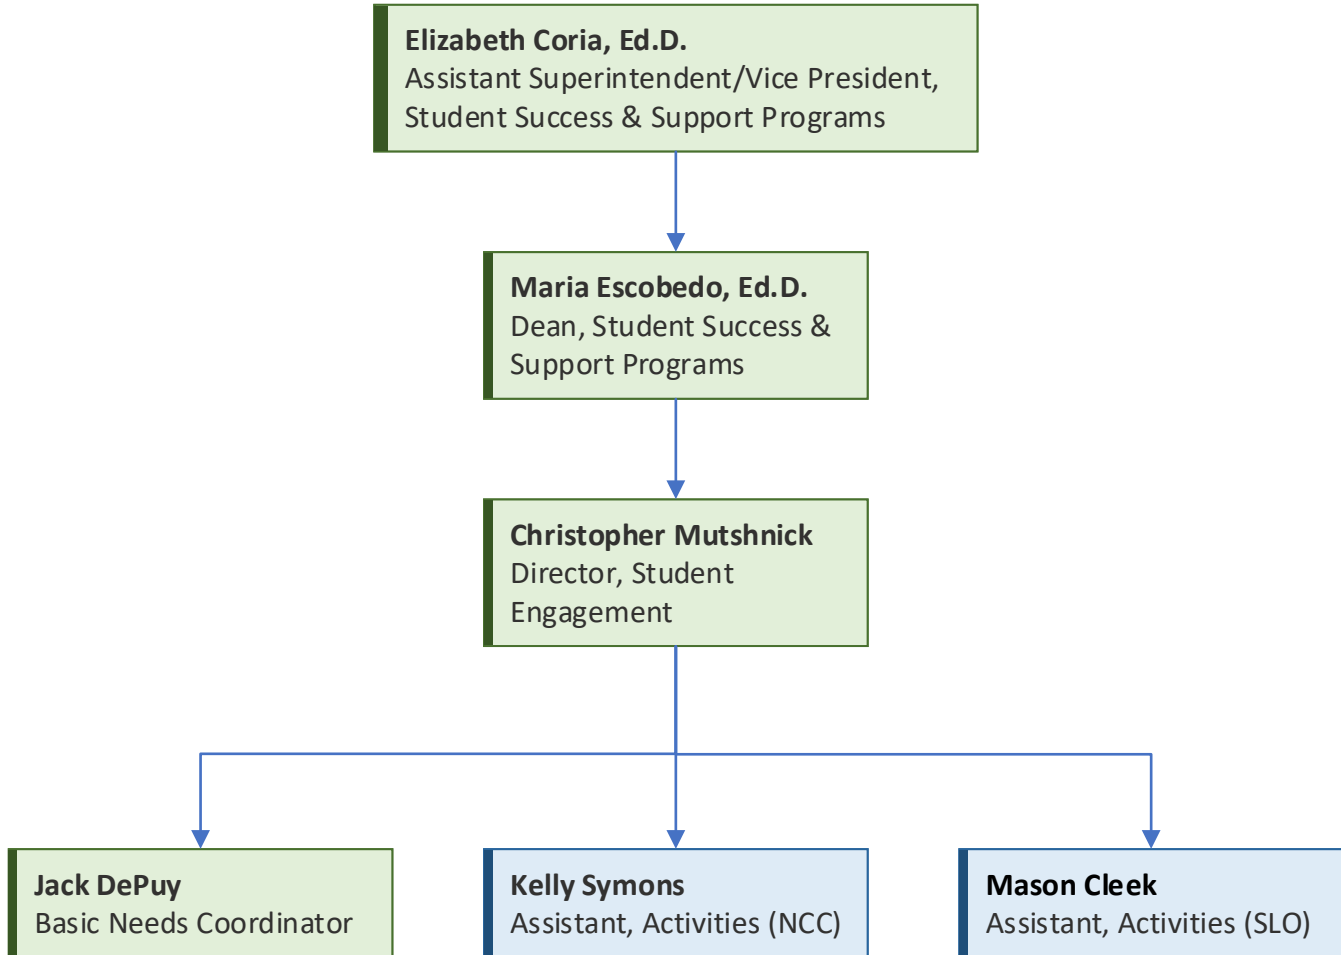 Elizabeth Coria, Ed.D.
Assistant Superintendent/Vice President,
Student Success & Support Programs
Maria Escobedo, Ed.D.
Dean, Student Success &
Support Programs
Christopher Mutshnick
Director, Student
Engagement
Jack DePuy
Basic Needs Coordinator
Kelly Symons
Assistant, Activities (NCC)
Mason Cleek
Assistant, Activities (SLO)